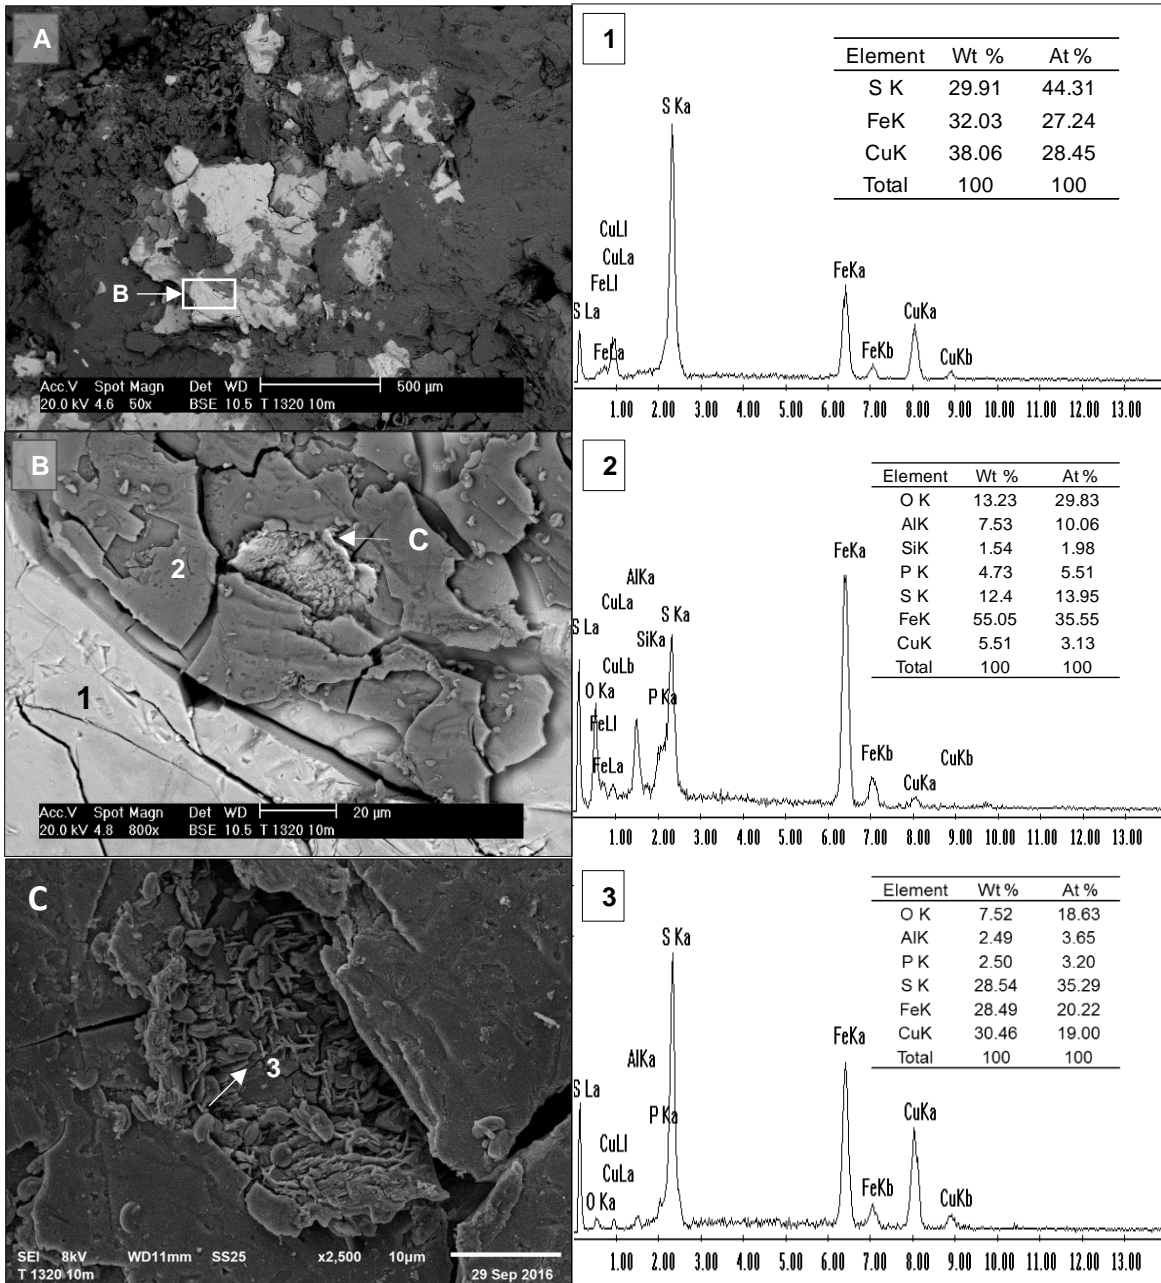 A
B
Acc.V Spot Magn Det WD 500 µm
20.0 kV 4.6 50x BSE 10.5 T 1320 10m
B
2
C
1
Acc.V Spot Magn Det WD 20 µm
20.0 kV 4.8 800x BSE 10.5 T 1320 10m
C
3
SEI 8kV WD11mm SS25 x2,500 10µm
T 1320 10m 29 Sep 2016
1
Element Wt % At %
S K 29.91 44.31
FeK 32.03 27.24
CuK 38.06 28.45
Total 100 100
S Ka
CuLl
CuLa
FeLl
S La
FeLa
FeKa
FeKb
CuKa
CuKb
1.00 2.00 3.00 4.00 5.00 6.00 7.00 8.00 9.00 10.00 11.00 12.00 13.00
2
Element Wt % At %
O K 13.23 29.83
AlK 7.53 10.06
SiK 1.54 1.98
P K 4.73 5.51
S K 12.4 13.95
FeK 55.05 35.55
CuK 5.51 3.13
Total 100 100
FeKa
AlKa
CuLa
S Ka
S La
SiKa
CuLb
O Ka
P Ka
FeLl
FeLa
FeKb
CuKb
CuKa
1.00 2.00 3.00 4.00 5.00 6.00 7.00 8.00 9.00 10.00 11.00 12.00 13.00
3
Element Wt % At %
O K 7.52 18.63
AlK 2.49 3.65
P K 2.50 3.20
S K 28.54 35.29
FeK 28.49 20.22
CuK 30.46 19.00
Total 100 100
S Ka
FeKa
AlKa
S La
P Ka
CuKa
CuLl
CuLa
O Ka
FeKb
CuKb
1.00 2.00 3.00 4.00 5.00 6.00 7.00 8.00 9.00 10.00 11.00 12.00 13.00